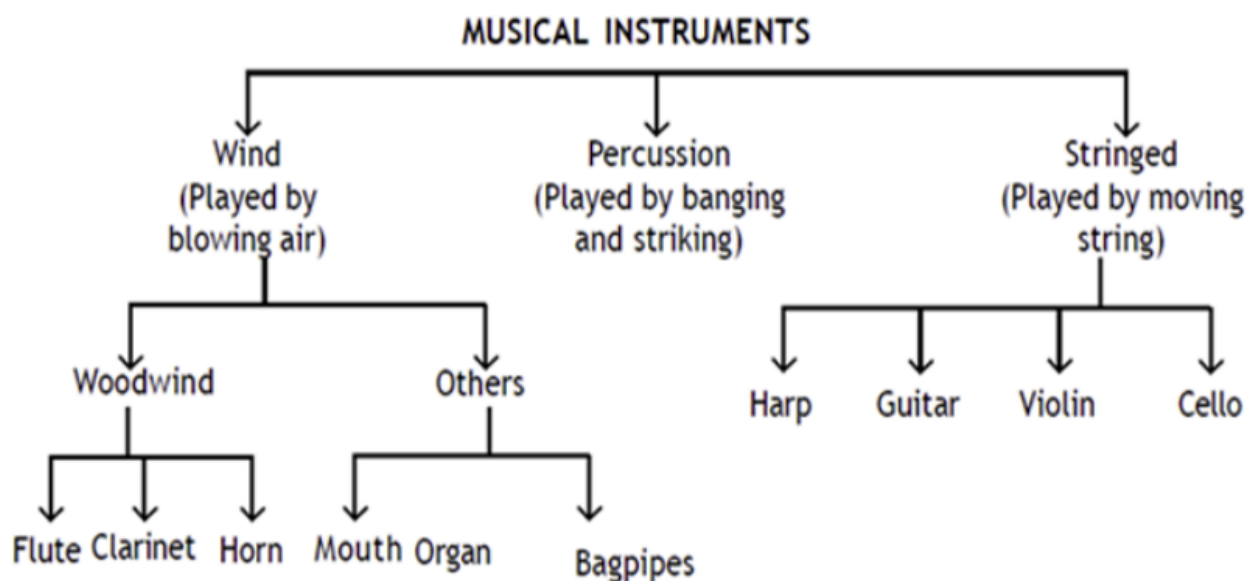 MUSICAL INSTRUMENTS
Wind
(Played by
blowing air)
Percussion
(Played by banging
and striking)
Stringed
(Played by moving
string)
Woodwind
Others
Harp
Guitar
Violin
Cello
Flute
Clarinet
Horn
Mouth Organ
Bagpipes